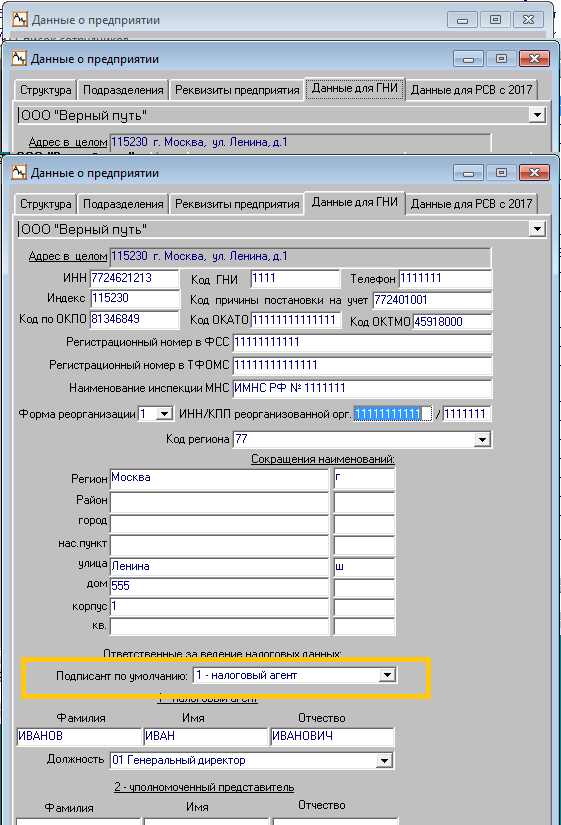 Данные о предприятии
Список сотрудников
Данные о предприятии
Структура Подразделения Реквизиты предприятия Данные для ГНИ Данные для РСВ с 2017
ООО "Верный путь"
Адрес в целом 115230 г. Москва, ул. Ленина, д.1
Данные о предприятии
Структура Подразделения Реквизиты предприятия Данные для ГНИ Данные для РСВ с 2017
ООО "Верный путь"
Адрес в целом 115230 г. Москва, ул. Ленина, д.1
ИНН 7724621213 Код ГНИ 1111 Телефон 1111111
Индекс 115230 Код причины постановки на учет 772401001
Код по ОКПО 81346849 Код ОКАТО 11111111111111 Код ОКТМО 45918000
Регистрационный номер в ФСС 11111111111
Регистрационный номер в ТФОМС 11111111111111
Наименование инспекции МНС ИМНС РФ № 1111111
Форма реорганизации 1 ИНН/КПП реорганизованной орг. 11111111111 / 1111111
Код региона 77
Сокращения наименований:
Регион Москва г
Район
город
нас.пункт
улица Ленина ш
дом 555
корпус 1
кв.
Ответственные за ведение налоговых данных:
Подписант по умолчанию: 1 - налоговый агент
1 - налоговый агент
Фамилия Имя Отчество
ИВАНОВ ИВАН ИВАНОВИЧ
Должность 01 Генеральный директор
2 - уполномоченный представитель
Фамилия Имя Отчество